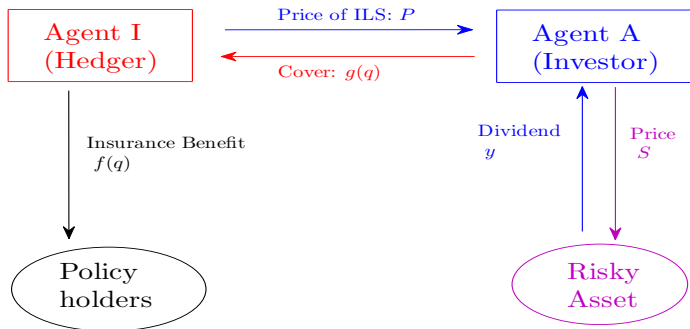 Agent I
(Hedger)
Price of ILS: P
Cover: g(q)
Agent A
(Investor)
Insurance Benefit
f(q)
Dividend
y
Price
S
Policy
holders
Risky
Asset